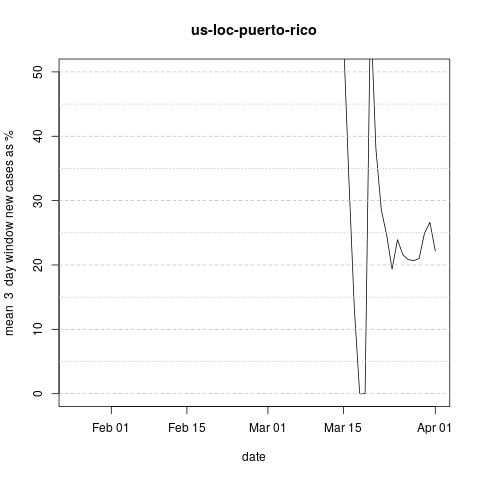 us-loc-puerto-rico
mean 3 day window new cases as %
50
40
30
20
10
0
Feb 01 Feb 15 Mar 01 Mar 15 Apr 01
date